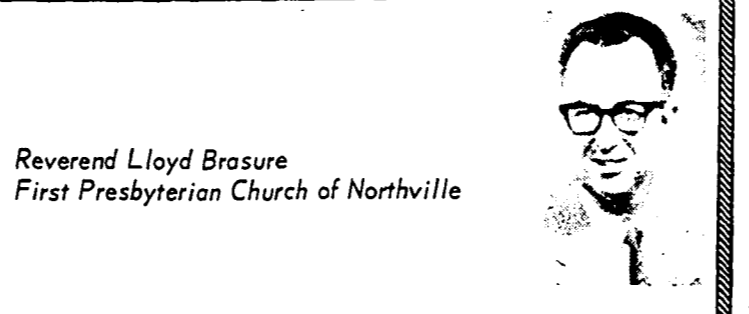 Reverend Lloyd Brasure
First Presbyterian Church of Northville